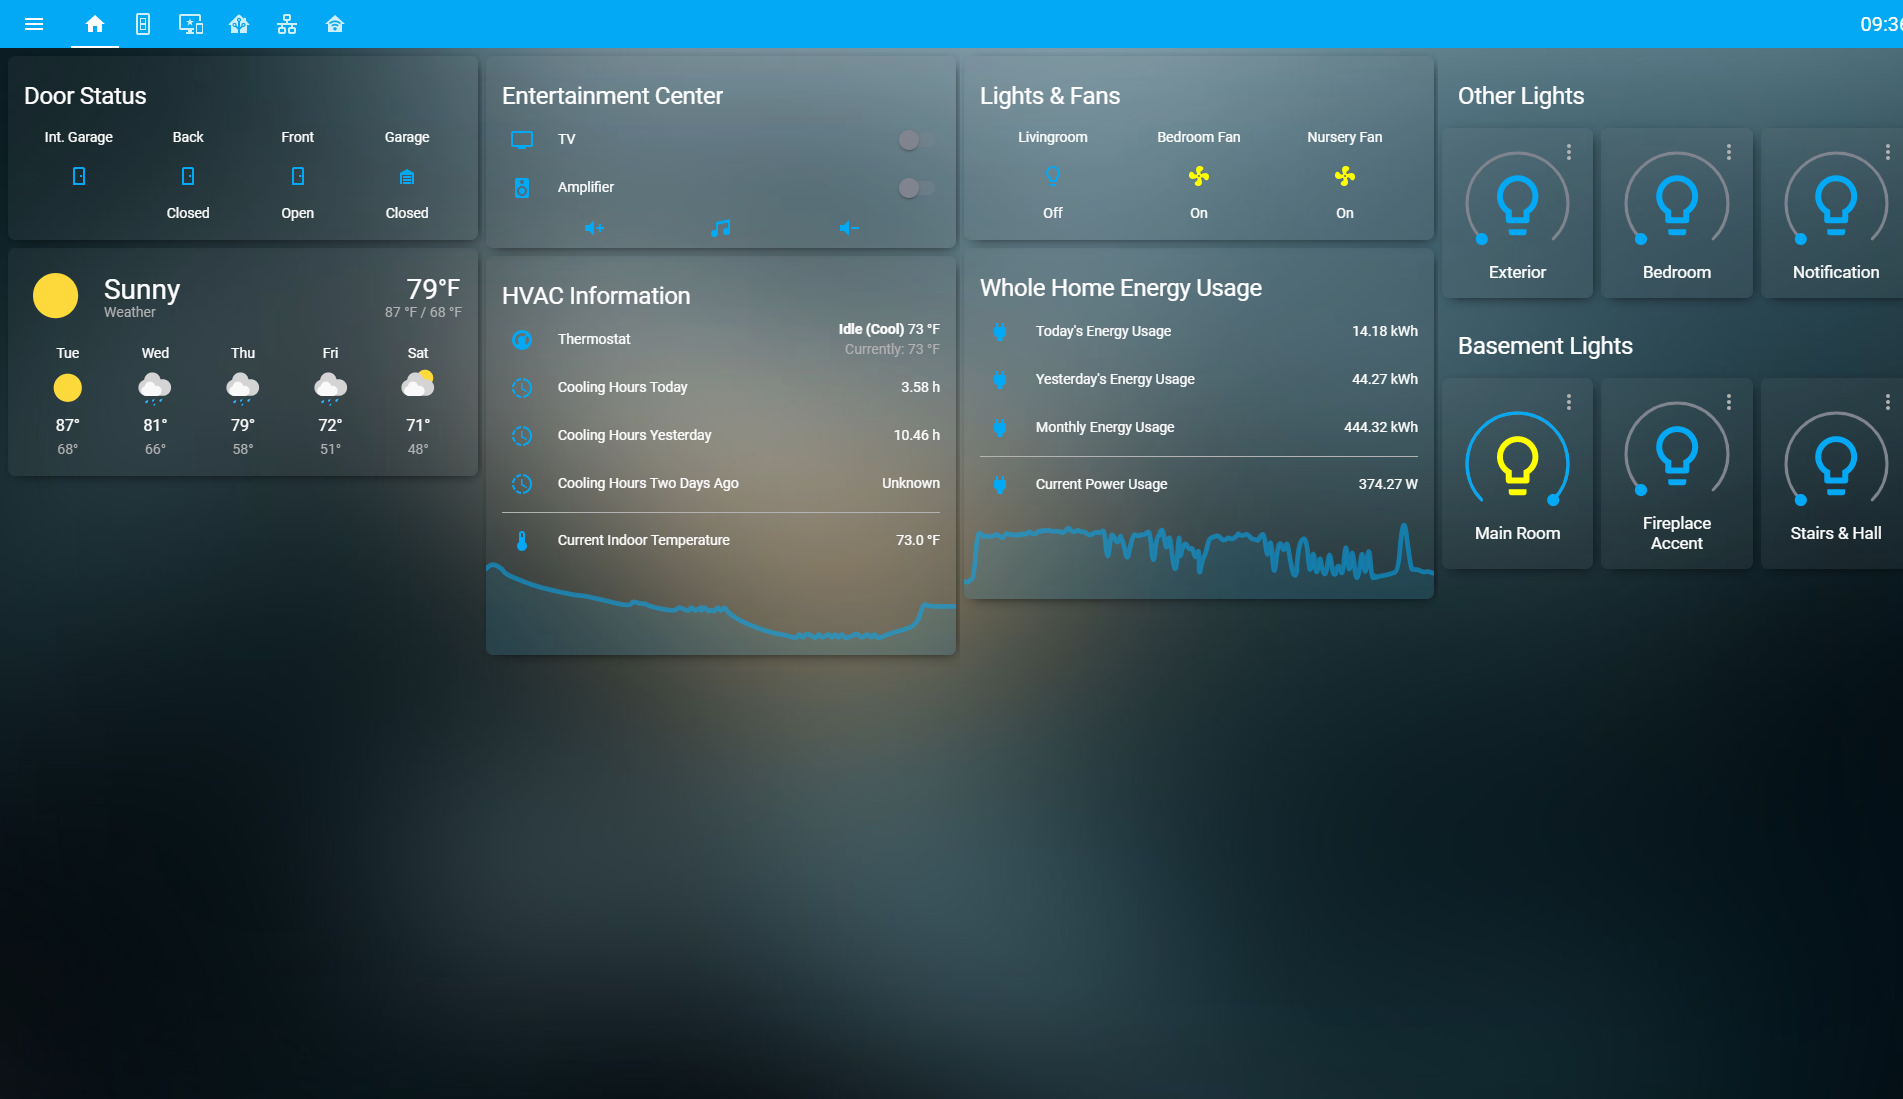 09:36
Door Status
Int. Garage Back Front Garage
Closed Open Closed
Sunny 79°F
Weather 87 °F / 68 °F
Tue Wed Thu Fri Sat
87° 81° 79° 72° 71°
68° 66° 58° 51° 48°
Entertainment Center
TV
Amplifier
HVAC Information
Thermostat Idle (Cool) 73 °F
Currently: 73 °F
Cooling Hours Today 3.58 h
Cooling Hours Yesterday 10.46 h
Cooling Hours Two Days Ago Unknown
Current Indoor Temperature 73.0 °F
Lights & Fans
Livingroom Bedroom Fan Nursery Fan
Off On On
Whole Home Energy Usage
Today's Energy Usage 14.18 kWh
Yesterday's Energy Usage 44.27 kWh
Monthly Energy Usage 444.32 kWh
Current Power Usage 374.27 W
Other Lights
Exterior Bedroom Notification
Basement Lights
Main Room
Fireplace
Accent
Stairs & Hall